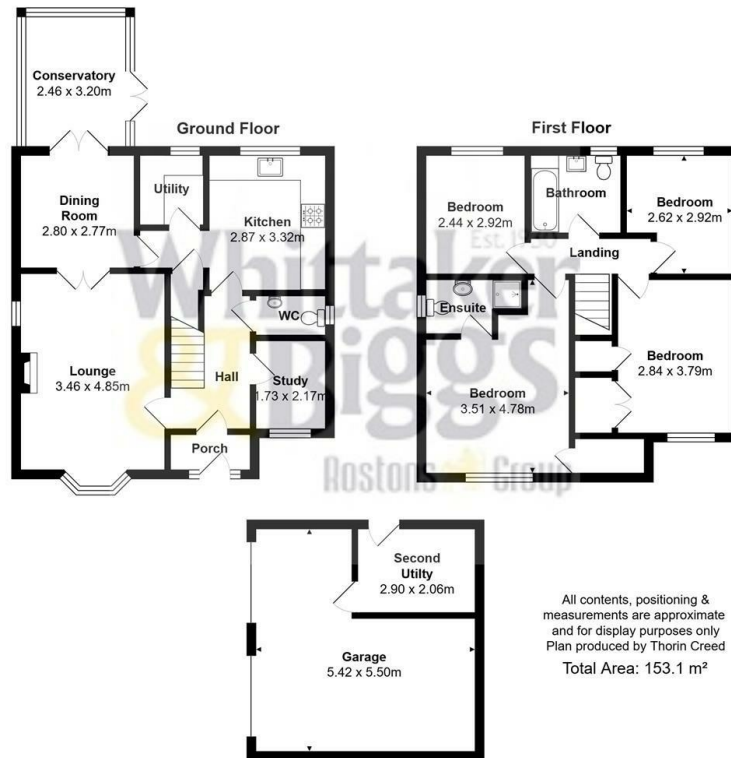 Conservatory
2.46 x 3.20m
Ground Floor
Dining
Room
2.80 x 2.77m
Utility
Kitchen
2.87 x 3.32m
WC
Lounge
3.46 x 4.85m
Hall
Study
1.73 x 2.17m
Porch
First Floor
Bedroom
2.44 x 2.92m
Bathroom
Bedroom
2.62 x 2.92m
Landing
Ensuite
Bedroom
3.51 x 4.78m
Bedroom
2.84 x 3.79m
Est. 1930
Whittaker
& Biggs
Rostons Group
Second
Utilty
2.90 x 2.06m
Garage
5.42 x 5.50m
All contents, positioning &
measurements are approximate
and for display purposes only
Plan produced by Thorin Creed
Total Area: 153.1 m²